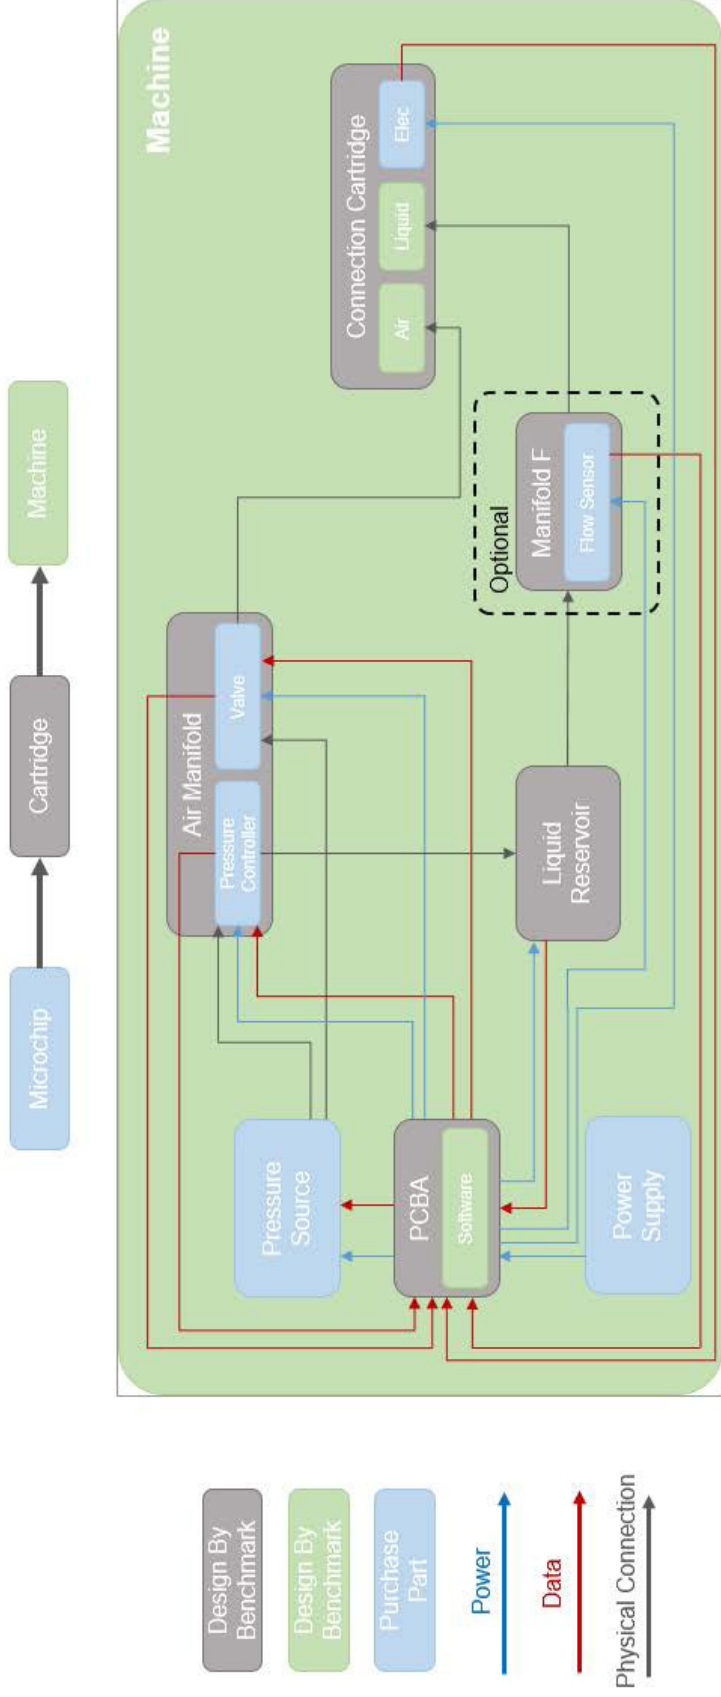 Microchip
Cartridge
Machine
Machine
Pressure
Source
PCBA
Software
Power
Supply
Air Manifold
Pressure
Controller
Valve
Liquid
Reservoir
Optional
Manifold F
Flow Sensor
Connection Cartridge
Air
Liquid
Elec
Design By
Benchmark
Design By
Benchmark
Purchase
Part
Power
Data
Physical Connection